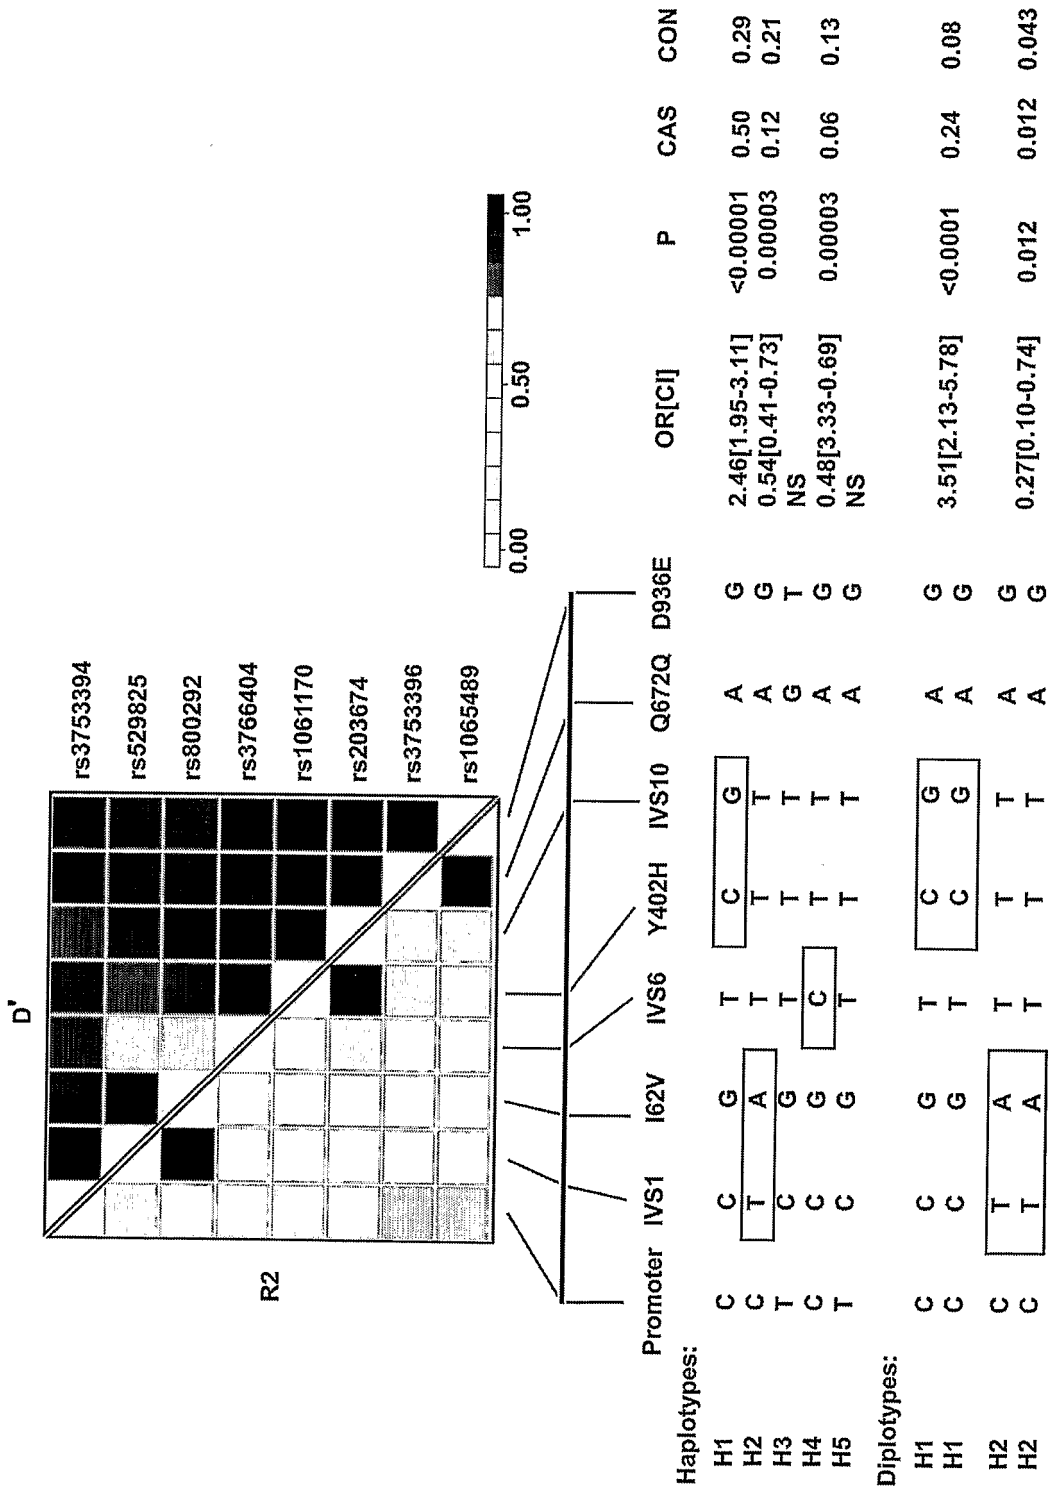 D'
rs3753394
rs529825
rs800292
rs3766404
rs1061170
rs203674
rs3753396
rs1065489
R2
0.00 0.50 1.00
Promoter IVS1 I62V IVS6 Y402H IVS10 Q672Q D936E OR[CI] P CAS CON
Haplotypes:
H1 C C G T C G A G 2.46[1.95-3.11] <0.00001 0.50 0.29
H2 C T A T T T A G 0.54[0.41-0.73] 0.00003 0.12 0.21
H3 T C G T T T G T NS
H4 C C G C T T A G 0.48[3.33-0.69] 0.00003 0.06 0.13
H5 T C G T T T A G NS
Diplotypes:
H1 C C G T C G A G
H1 C C G T C G A G 3.51[2.13-5.78] <0.0001 0.24 0.08
H2 C T A T T T A G
H2 C T A T T T A G 0.27[0.10-0.74] 0.012 0.012 0.043